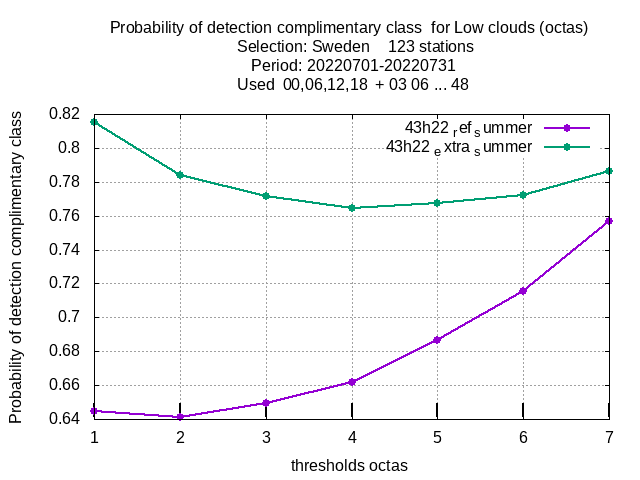 Probability of detection complimentary class  for Low clouds (octas)
Selection: Sweden    123 stations
Period: 20220701-20220731
Used  00,06,12,18  + 03 06 ... 48
Probability of detection complimentary class
0.82
0.8
0.78
0.76
0.74
0.72
0.7
0.68
0.66
0.64
43h22 ref summer
43h22 extra summer
1 2 3 4 5 6 7
thresholds octas